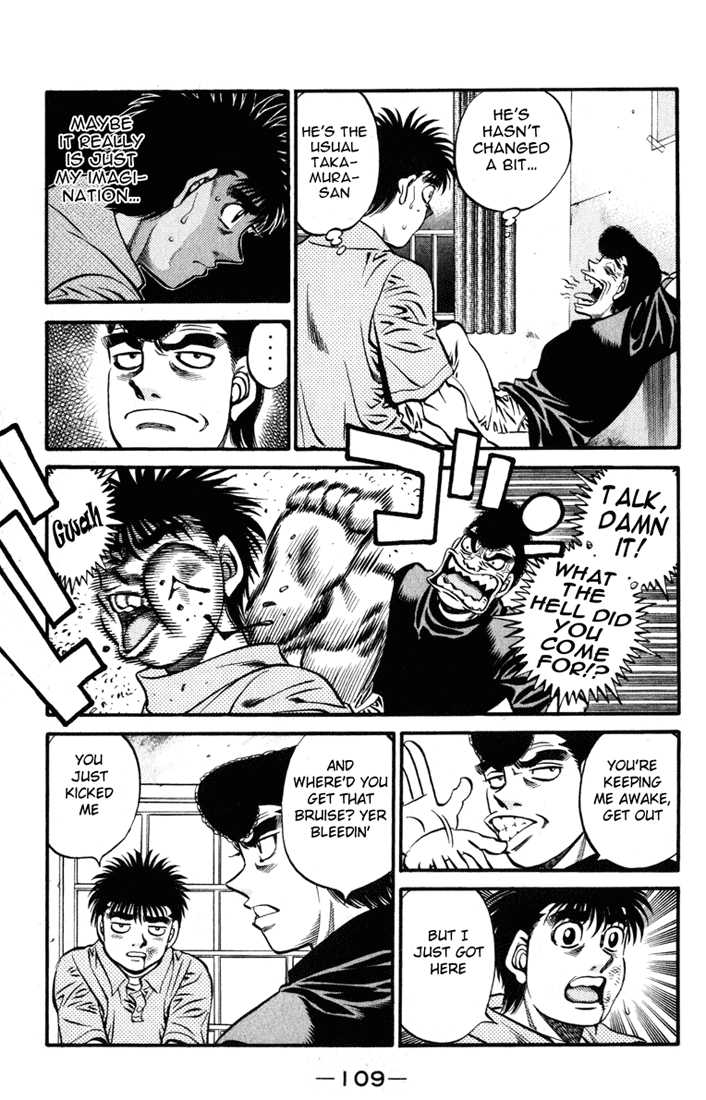 HE'S
HASN'T
CHANGED
A BIT...
HE'S THE
USUAL
TAKA-
MURA-
SAN
MAYBE
IT REALLY
IS JUST
MY IMAGI-
NATION...
....
TALK,
DAMN
IT!
WHAT
THE
HELL DID
YOU
COME
FOR!?
ゴッ
Gwah
YOU'RE
KEEPING
ME AWAKE,
GET OUT
BUT I
JUST GOT
HERE
AND
WHERE'D YOU
GET THAT
BRUISE? YER
BLEEDIN'
YOU
JUST
KICKED
ME
—109—